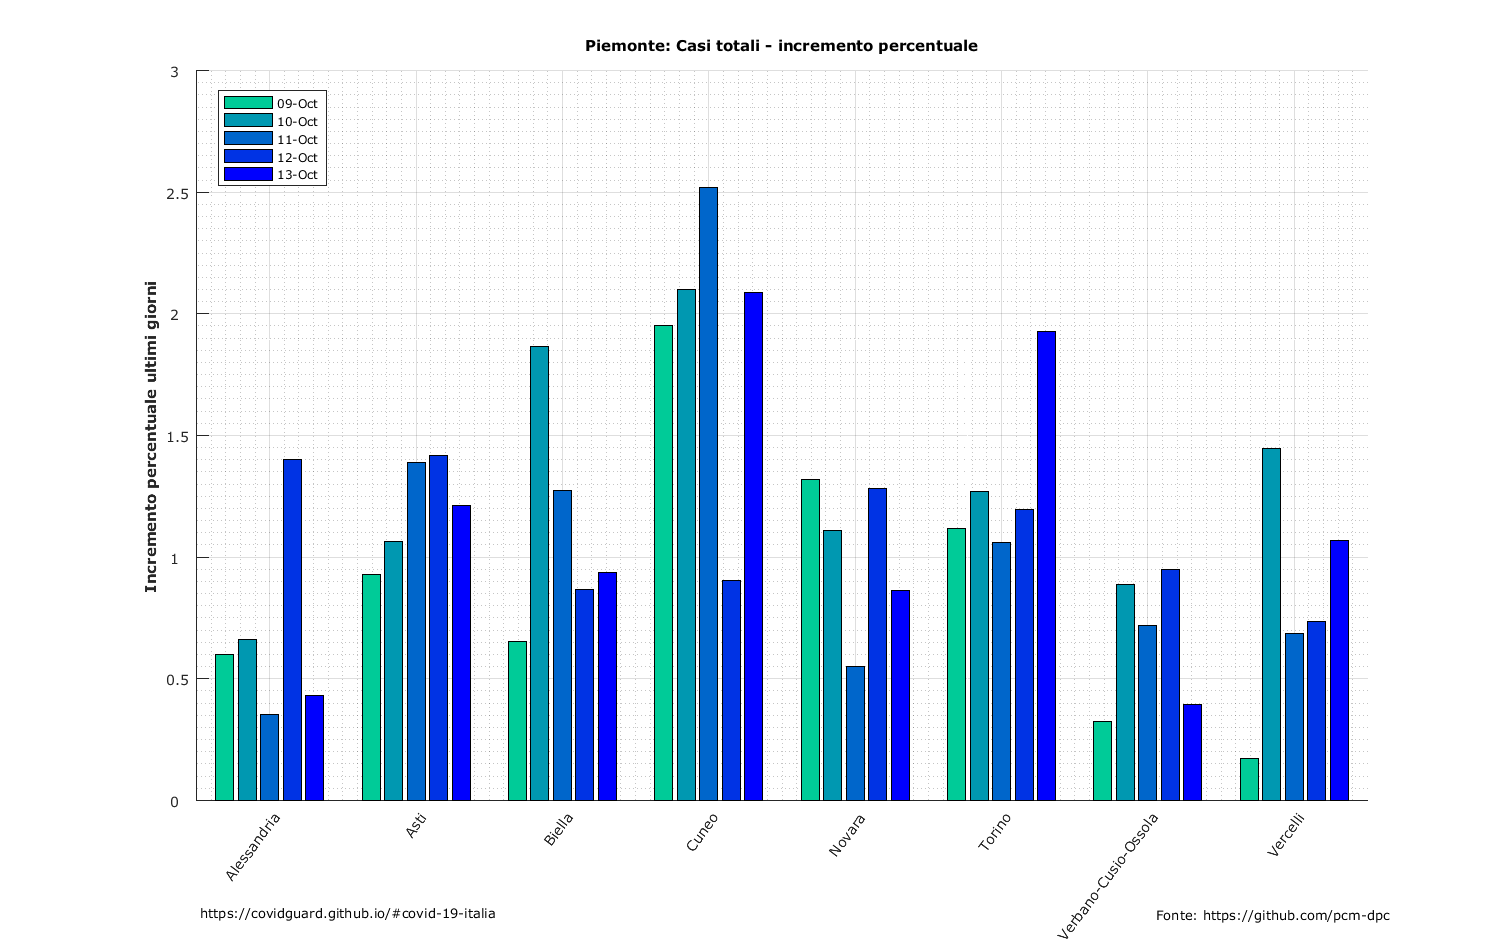 Piemonte: Casi totali - incremento percentuale
3
2.5
2
1.5
1
0.5
0
Incremento percentuale ultimi giorni
09-Oct
10-Oct
11-Oct
12-Oct
13-Oct
Alessandria
Asti
Biella
Cuneo
Novara
Torino
Verbano-Cusio-Ossola
Vercelli
https://covidguard.github.io/#covid-19-italia
Fonte: https://github.com/pcm-dpc